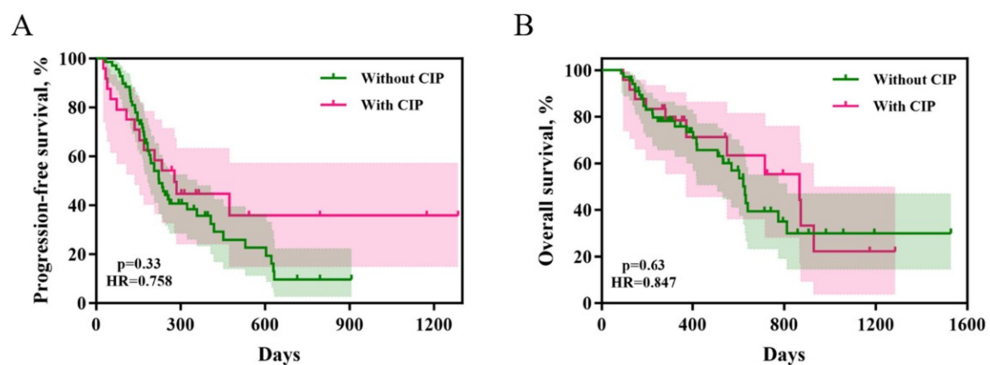 A
Progression-free survival, %
100
80
60
40
20
0
Without CIP
With CIP
p=0.33
HR=0.758
0 300 600 900 1200
Days
B
Overall survival, %
100
80
60
40
20
0
Without CIP
With CIP
p=0.63
HR=0.847
0 400 800 1200 1600
Days